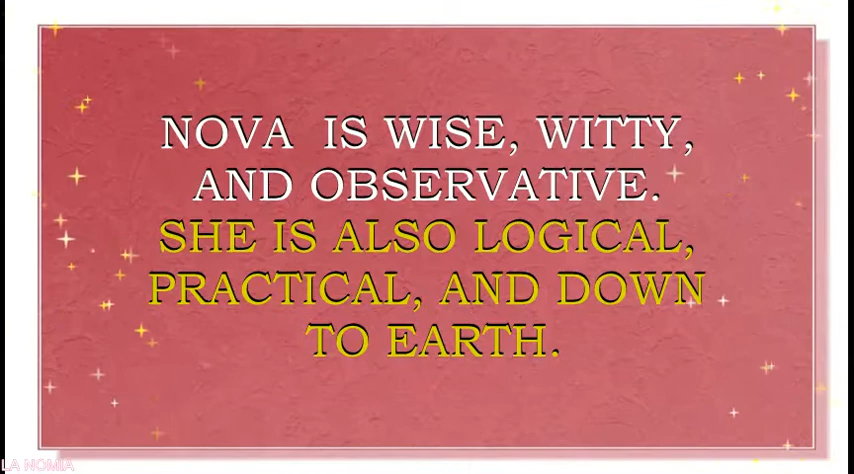 NOVA  IS WISE, WITTY,
AND OBSERVATIVE.
SHE IS ALSO LOGICAL,
PRACTICAL, AND DOWN
TO EARTH.
LA NOMIA